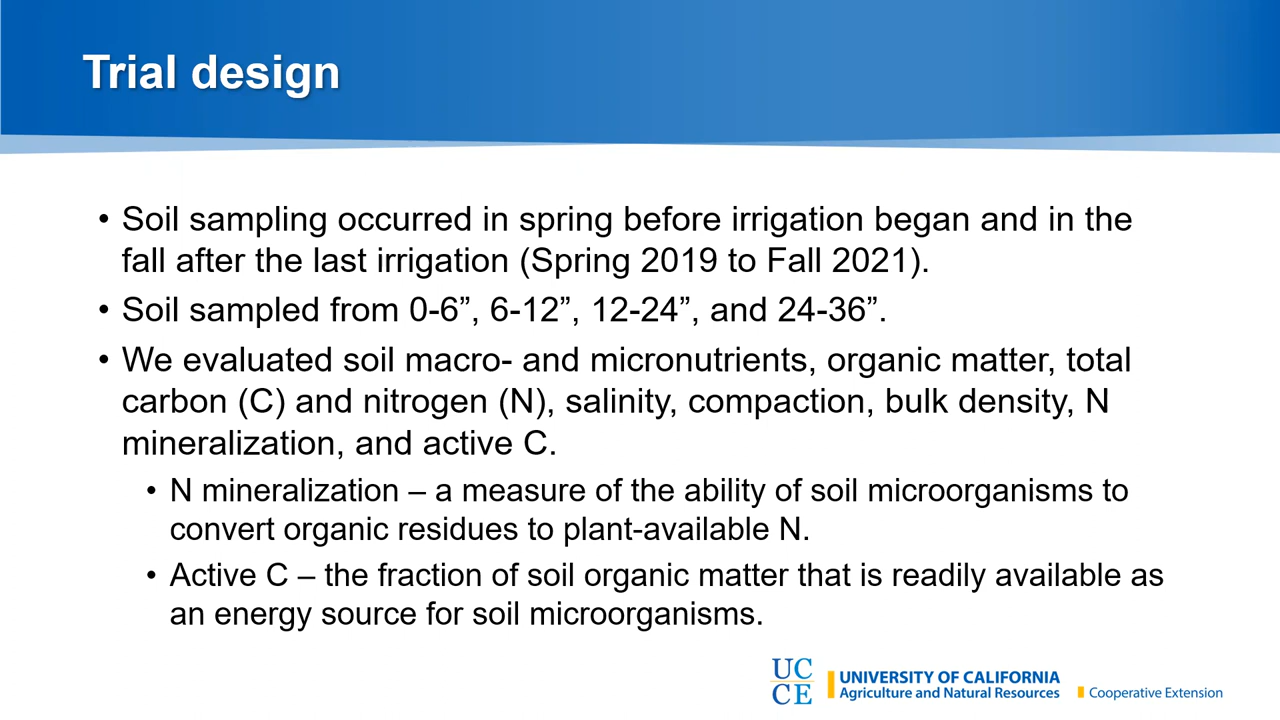 Trial design
• Soil sampling occurred in spring before irrigation began and in the
fall after the last irrigation (Spring 2019 to Fall 2021).
• Soil sampled from 0-6”, 6-12”, 12-24”, and 24-36”.
• We evaluated soil macro- and micronutrients, organic matter, total
carbon (C) and nitrogen (N), salinity, compaction, bulk density, N
mineralization, and active C.
• N mineralization – a measure of the ability of soil microorganisms to
convert organic residues to plant-available N.
• Active C – the fraction of soil organic matter that is readily available as
an energy source for soil microorganisms.
UC
CE
UNIVERSITY OF CALIFORNIA
Agriculture and Natural Resources
Cooperative Extension